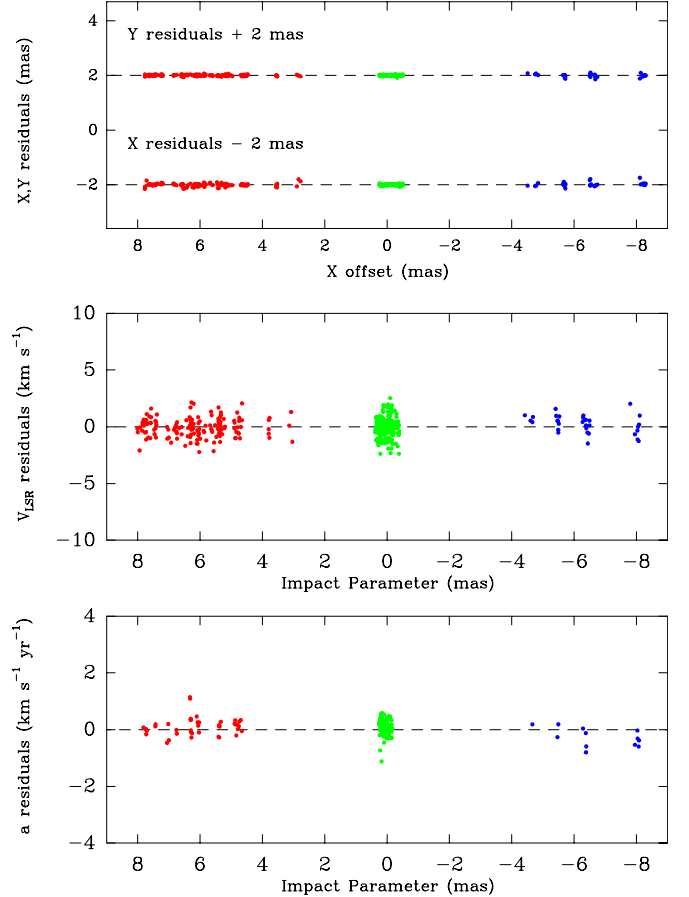 4
2
0
−2
X,Y residuals (mas)
Y residuals + 2 mas
X residuals − 2 mas
8 6 4 2 0 −2 −4 −6 −8
X offset (mas)
10
5
0
−5
−10
V_LSR residuals (km s⁻¹)
8 6 4 2 0 −2 −4 −6 −8
Impact Parameter (mas)
4
2
0
−2
−4
a residuals (km s⁻¹ yr⁻¹)
8 6 4 2 0 −2 −4 −6 −8
Impact Parameter (mas)